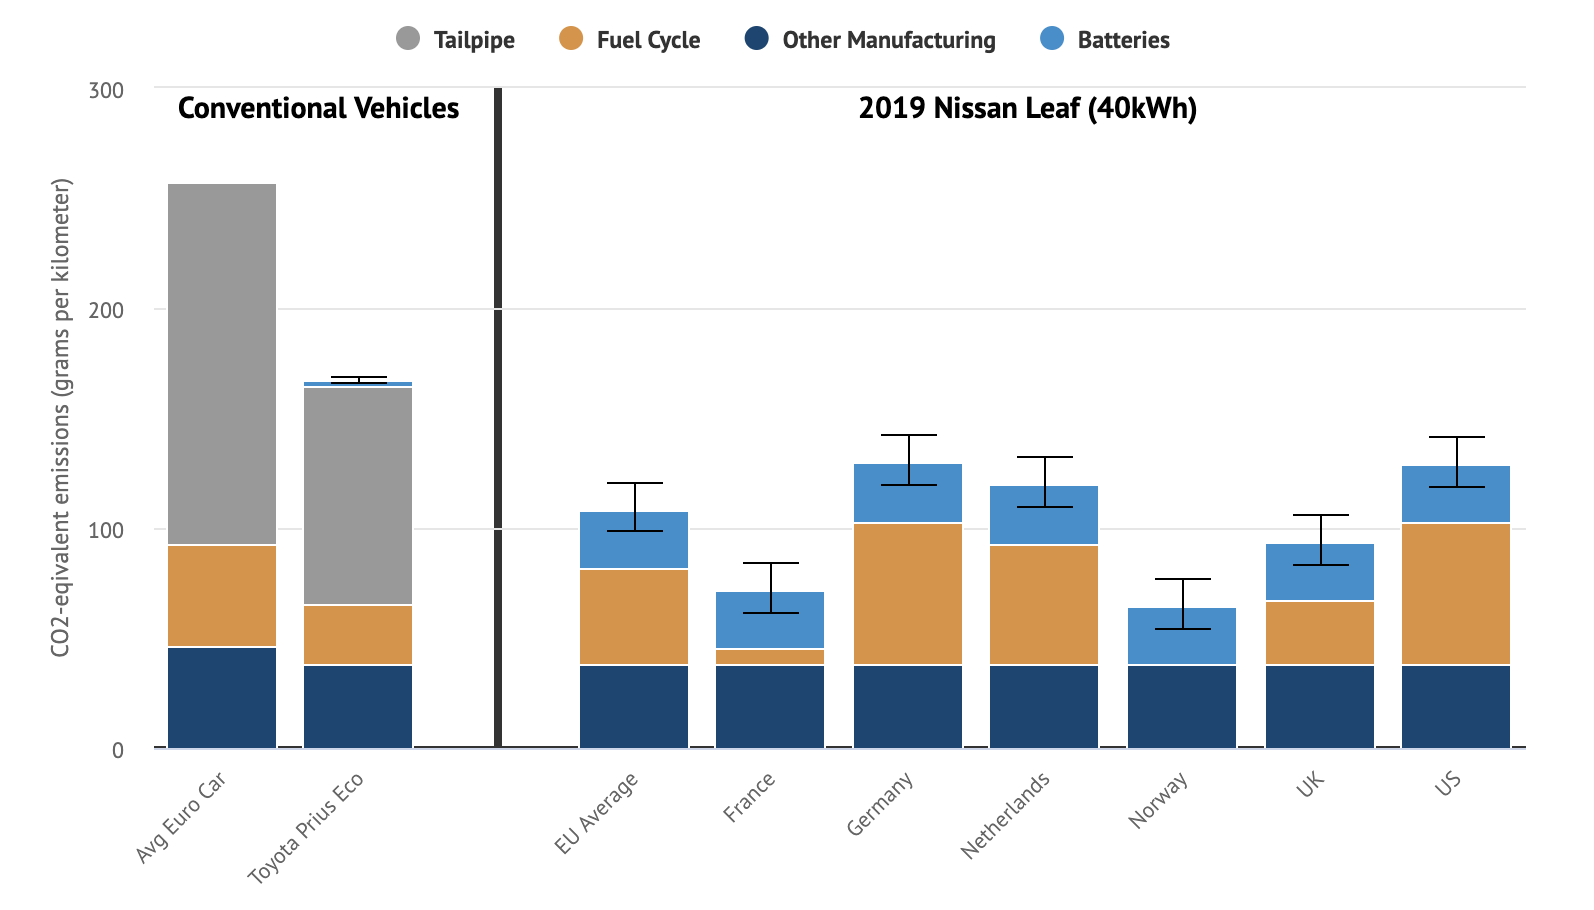 Tailpipe Fuel Cycle Other Manufacturing Batteries
Conventional Vehicles
2019 Nissan Leaf (40kWh)
CO2-eqivalent emissions (grams per kilometer)
300
200
100
0
Avg Euro Car
Toyota Prius Eco
EU Average
France
Germany
Netherlands
Norway
UK
US